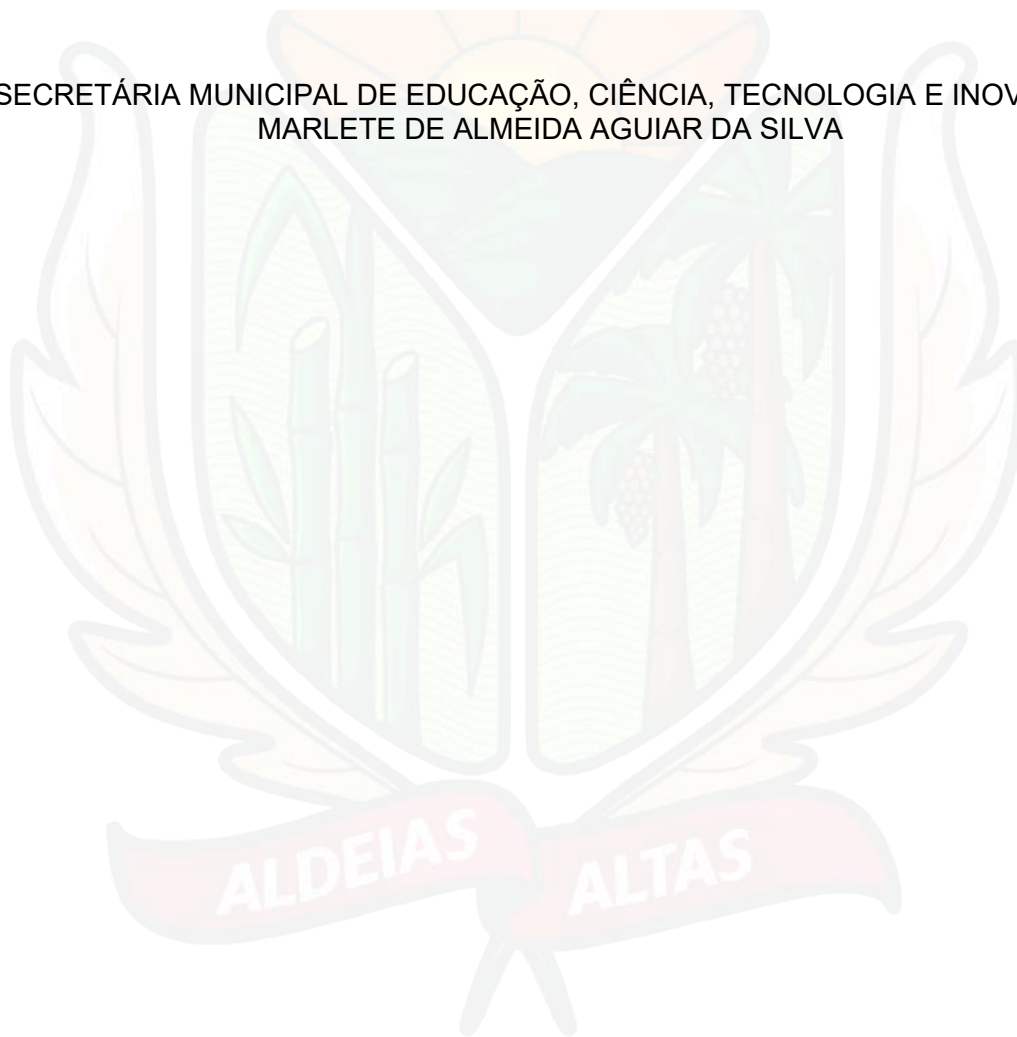 SECRETÁRIA MUNICIPAL DE EDUCAÇÃO, CIÊNCIA, TECNOLOGIA E INOV
MARLETE DE ALMEIDA AGUIAR DA SILVA
ALDEIAS ALTAS